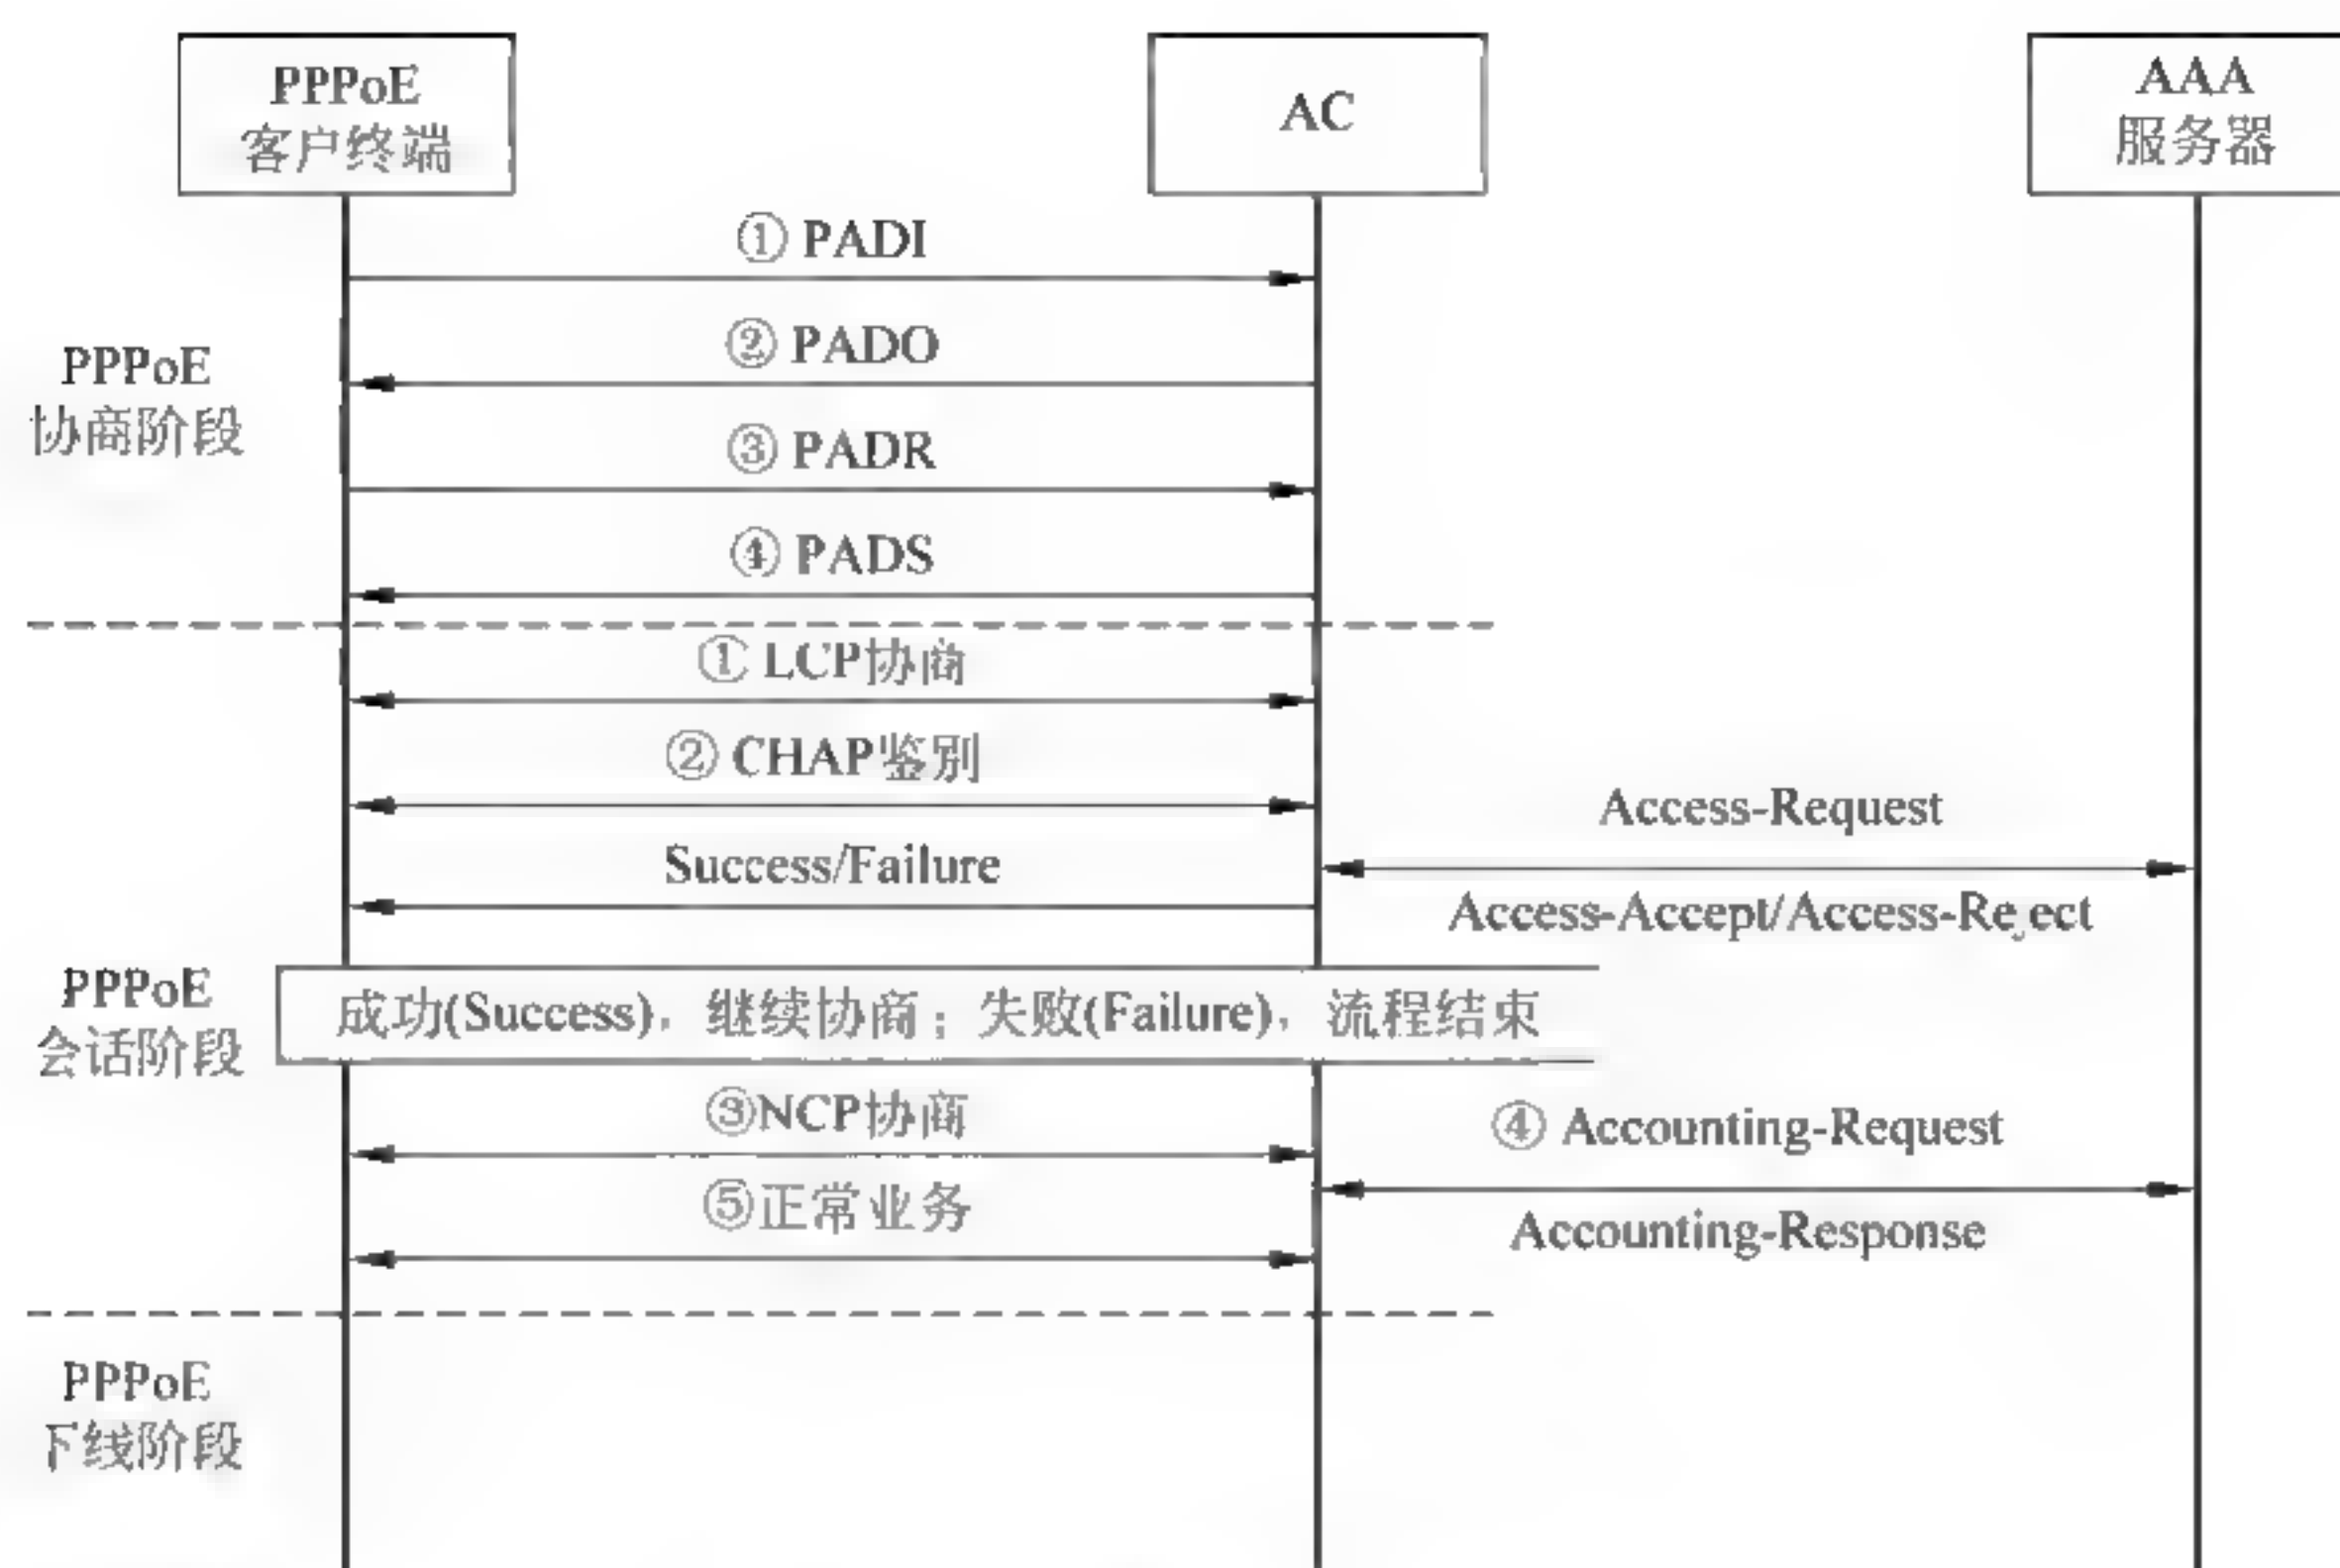 PPPoE
客户终端
AC
AAA
服务器
① PADI
② PADO
PPPoE
协商阶段
③ PADR
④ PADS
① LCP协商
② CHAP鉴别
Access-Request
Success/Failure
Access-Accept/Access-Reject
PPPoE
会话阶段
成功(Success)，继续协商；失败(Failure)，流程结束
③NCP协商
④ Accounting-Request
⑤正常业务
Accounting-Response
PPPoE
下线阶段